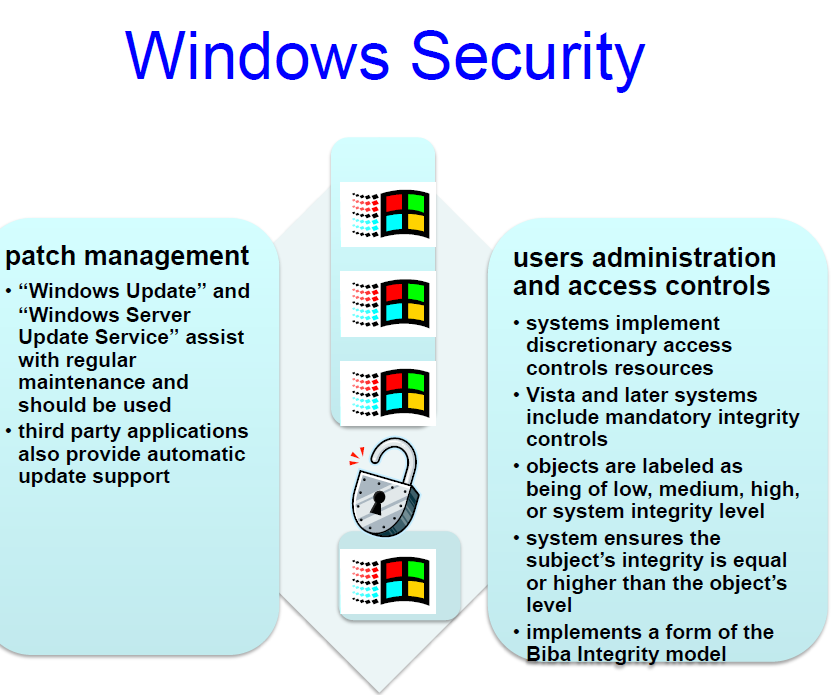 Windows Security
patch management
• “Windows Update” and
“Windows Server
Update Service” assist
with regular
maintenance and
should be used
• third party applications
also provide automatic
update support
users administration
and access controls
• systems implement
discretionary access
controls resources
• Vista and later systems
include mandatory integrity
controls
• objects are labeled as
being of low, medium, high,
or system integrity level
• system ensures the
subject’s integrity is equal
or higher than the object’s
level
• implements a form of the
Biba Integrity model